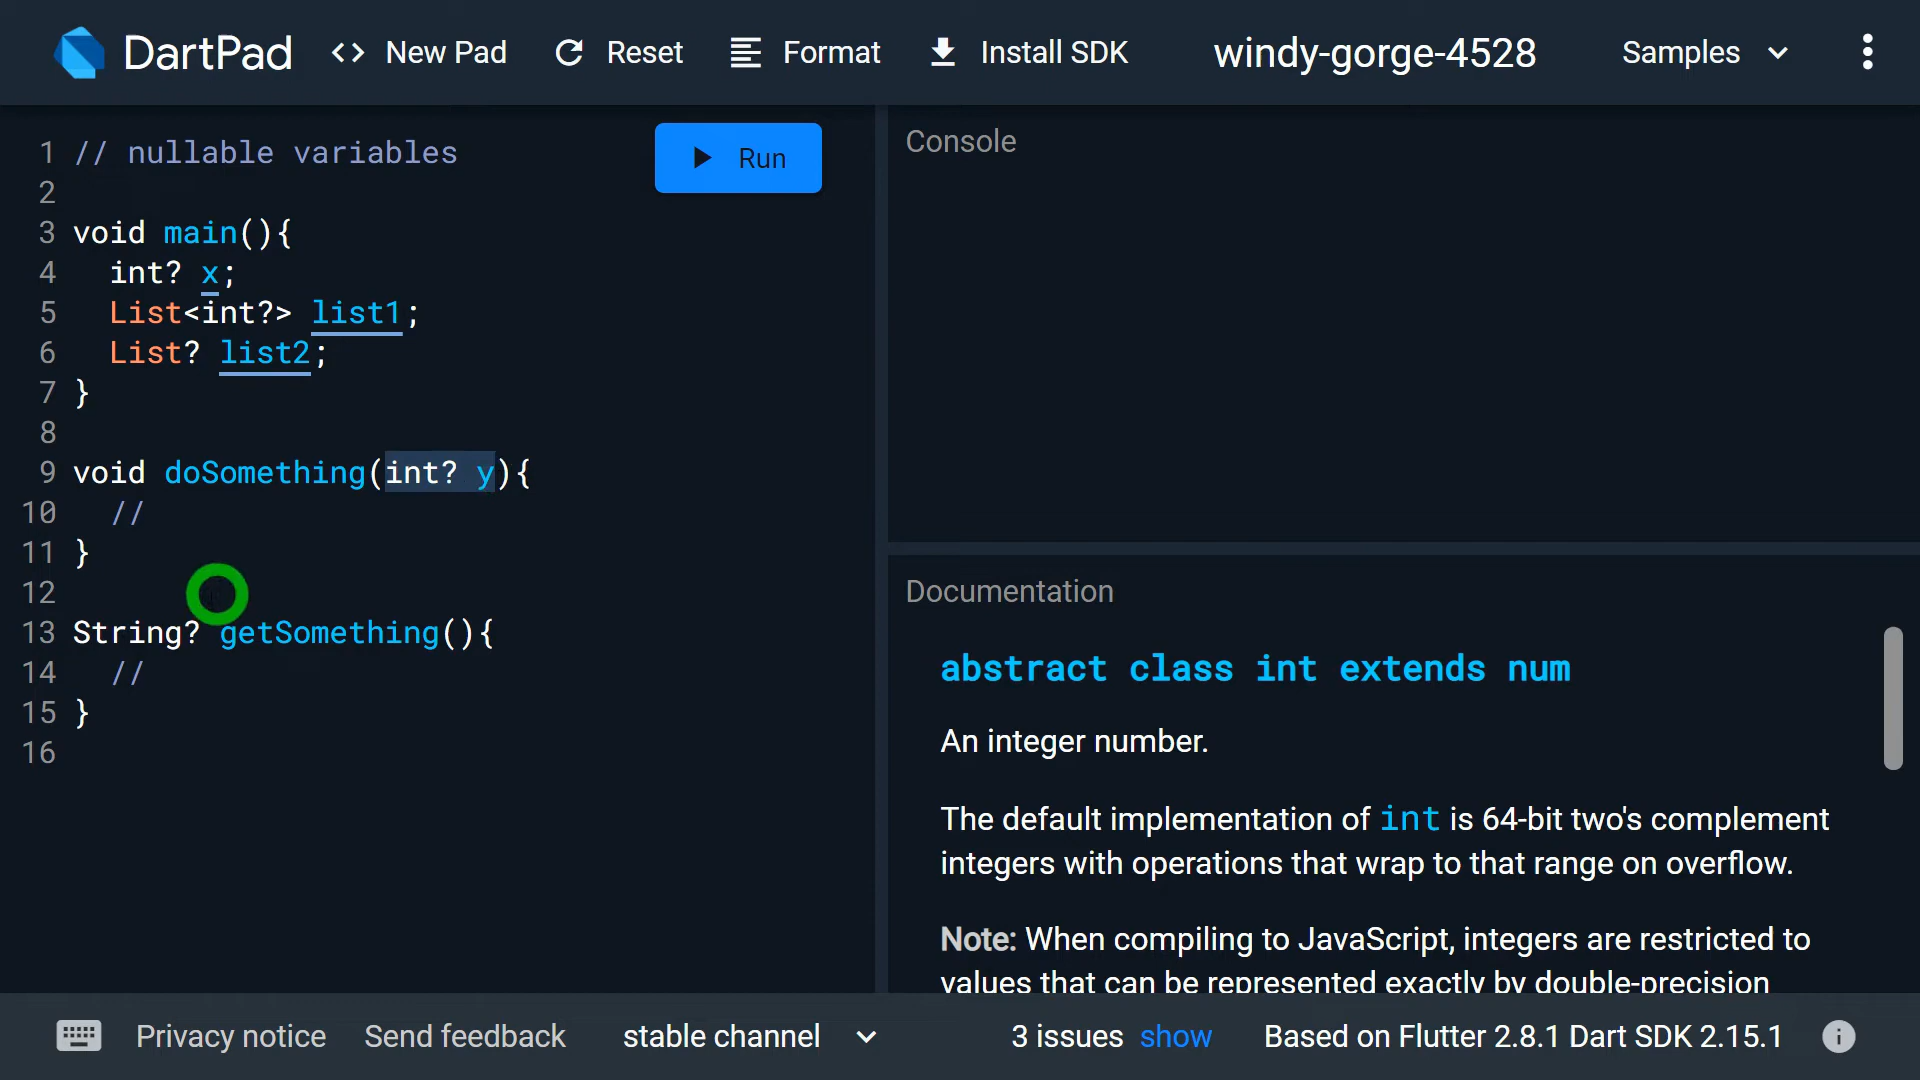 DartPad <> New Pad Reset Format Install SDK windy-gorge-4528 Samples
1 // nullable variables
Run
2
3 void main(){
4 int? x;
5 List<int?> list1;
6 List? list2;
7 }
8
9 void doSomething(int? y){
10 //
11 }
12
13 String? getSomething(){
14 //
15 }
16
Console
Documentation
abstract class int extends num
An integer number.
The default implementation of int is 64-bit two's complement
integers with operations that wrap to that range on overflow.
Note: When compiling to JavaScript, integers are restricted to
values that can be represented exactly by double-precision
Privacy notice Send feedback stable channel 3 issues show Based on Flutter 2.8.1 Dart SDK 2.15.1